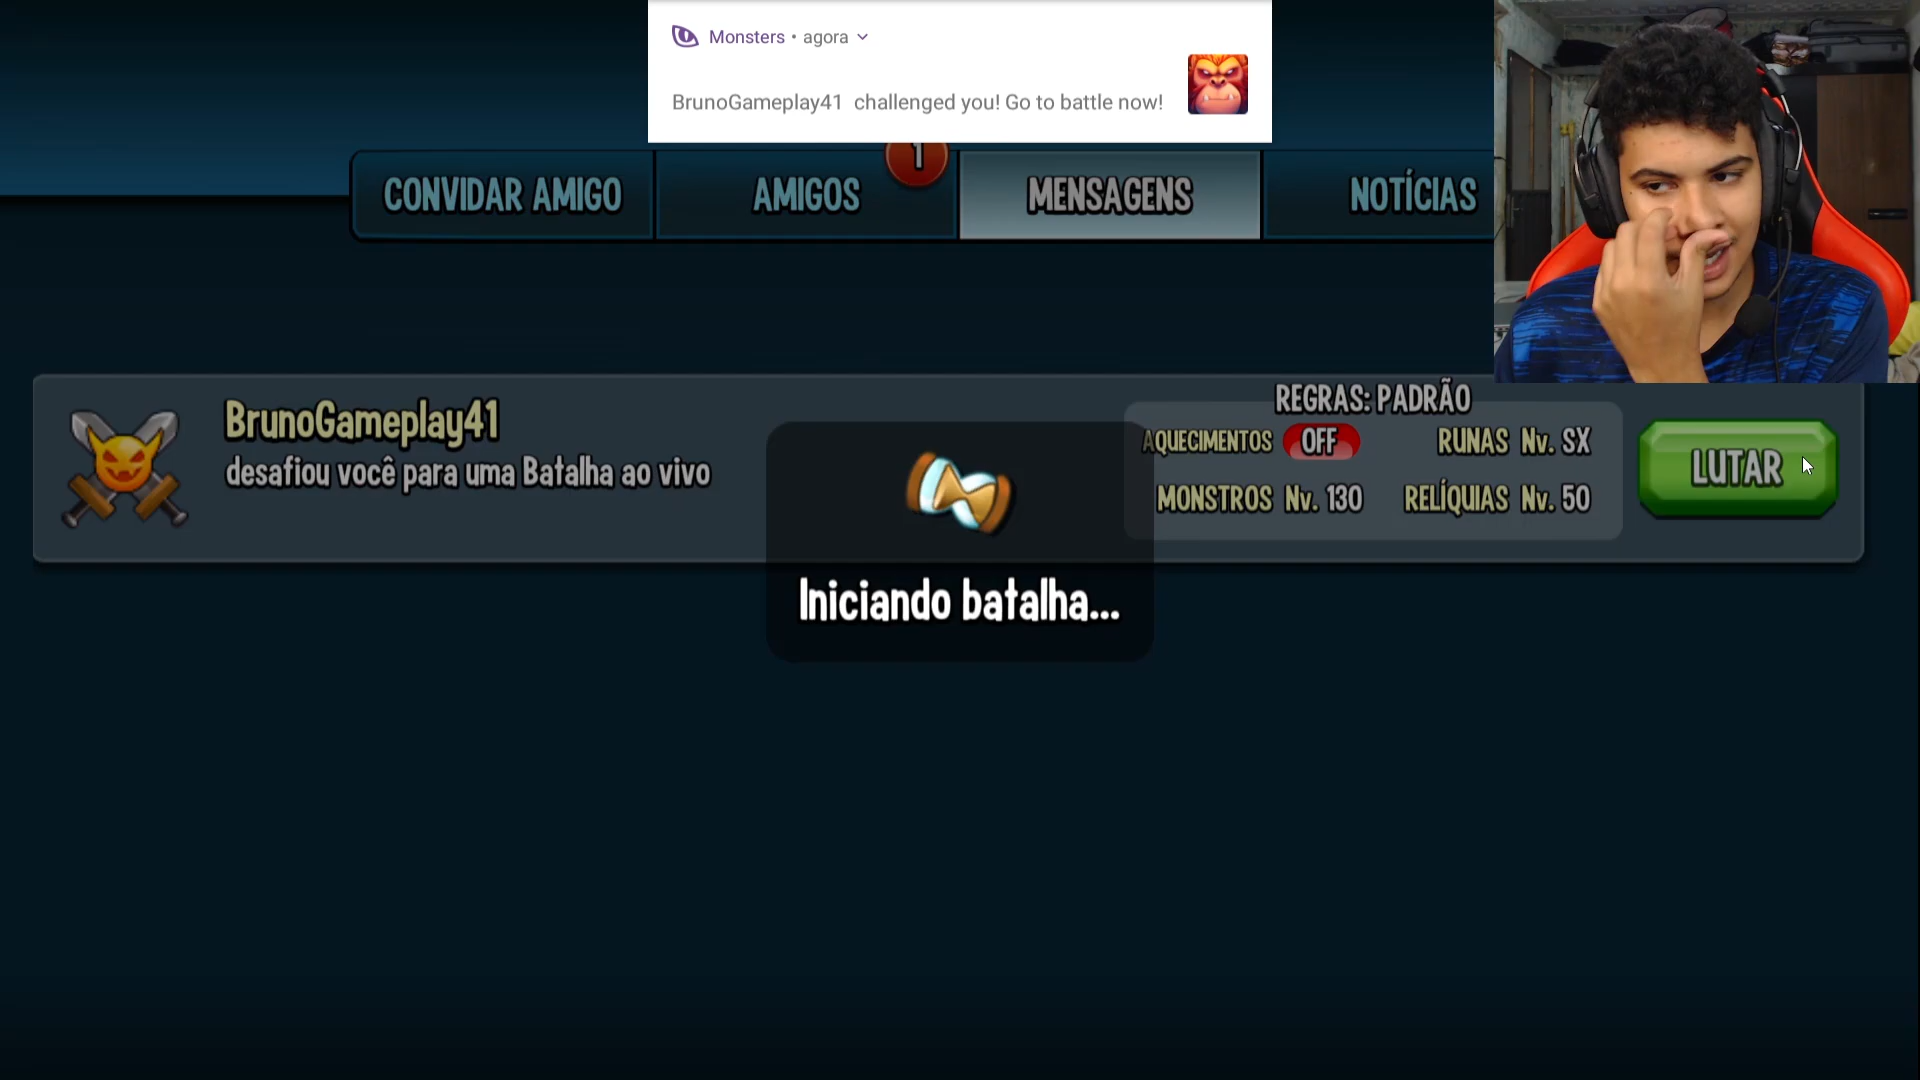 Monsters • agora
BrunoGameplay41 challenged you! Go to battle now!
1
CONVIDAR AMIGO
AMIGOS
MENSAGENS
NOTÍCIAS
BrunoGameplay41
desafiou você para uma Batalha ao vivo
REGRAS: PADRÃO
AQUECIMENTOS OFF
RUNAS Nv. SX
MONSTROS Nv. 130
RELÍQUIAS Nv. 50
LUTAR
Iniciando batalha...